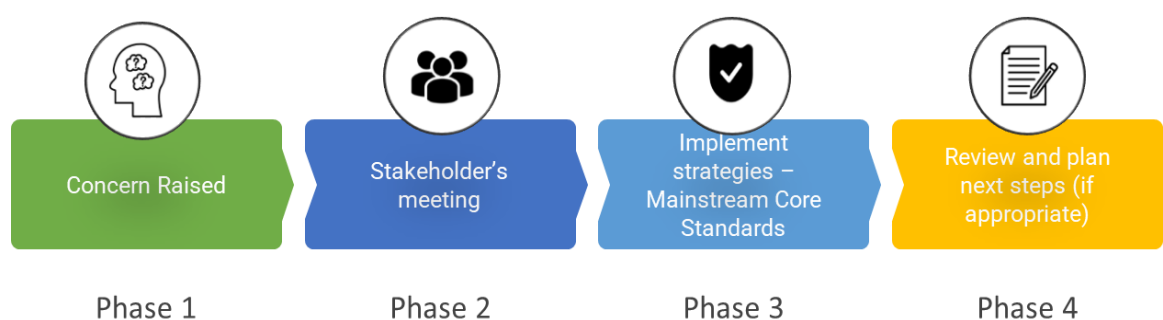 Concern Raised
Stakeholder’s
meeting
Implement
strategies –
Mainstream Core
Standards
Review and plan
next steps (if
appropriate)
Phase 1
Phase 2
Phase 3
Phase 4